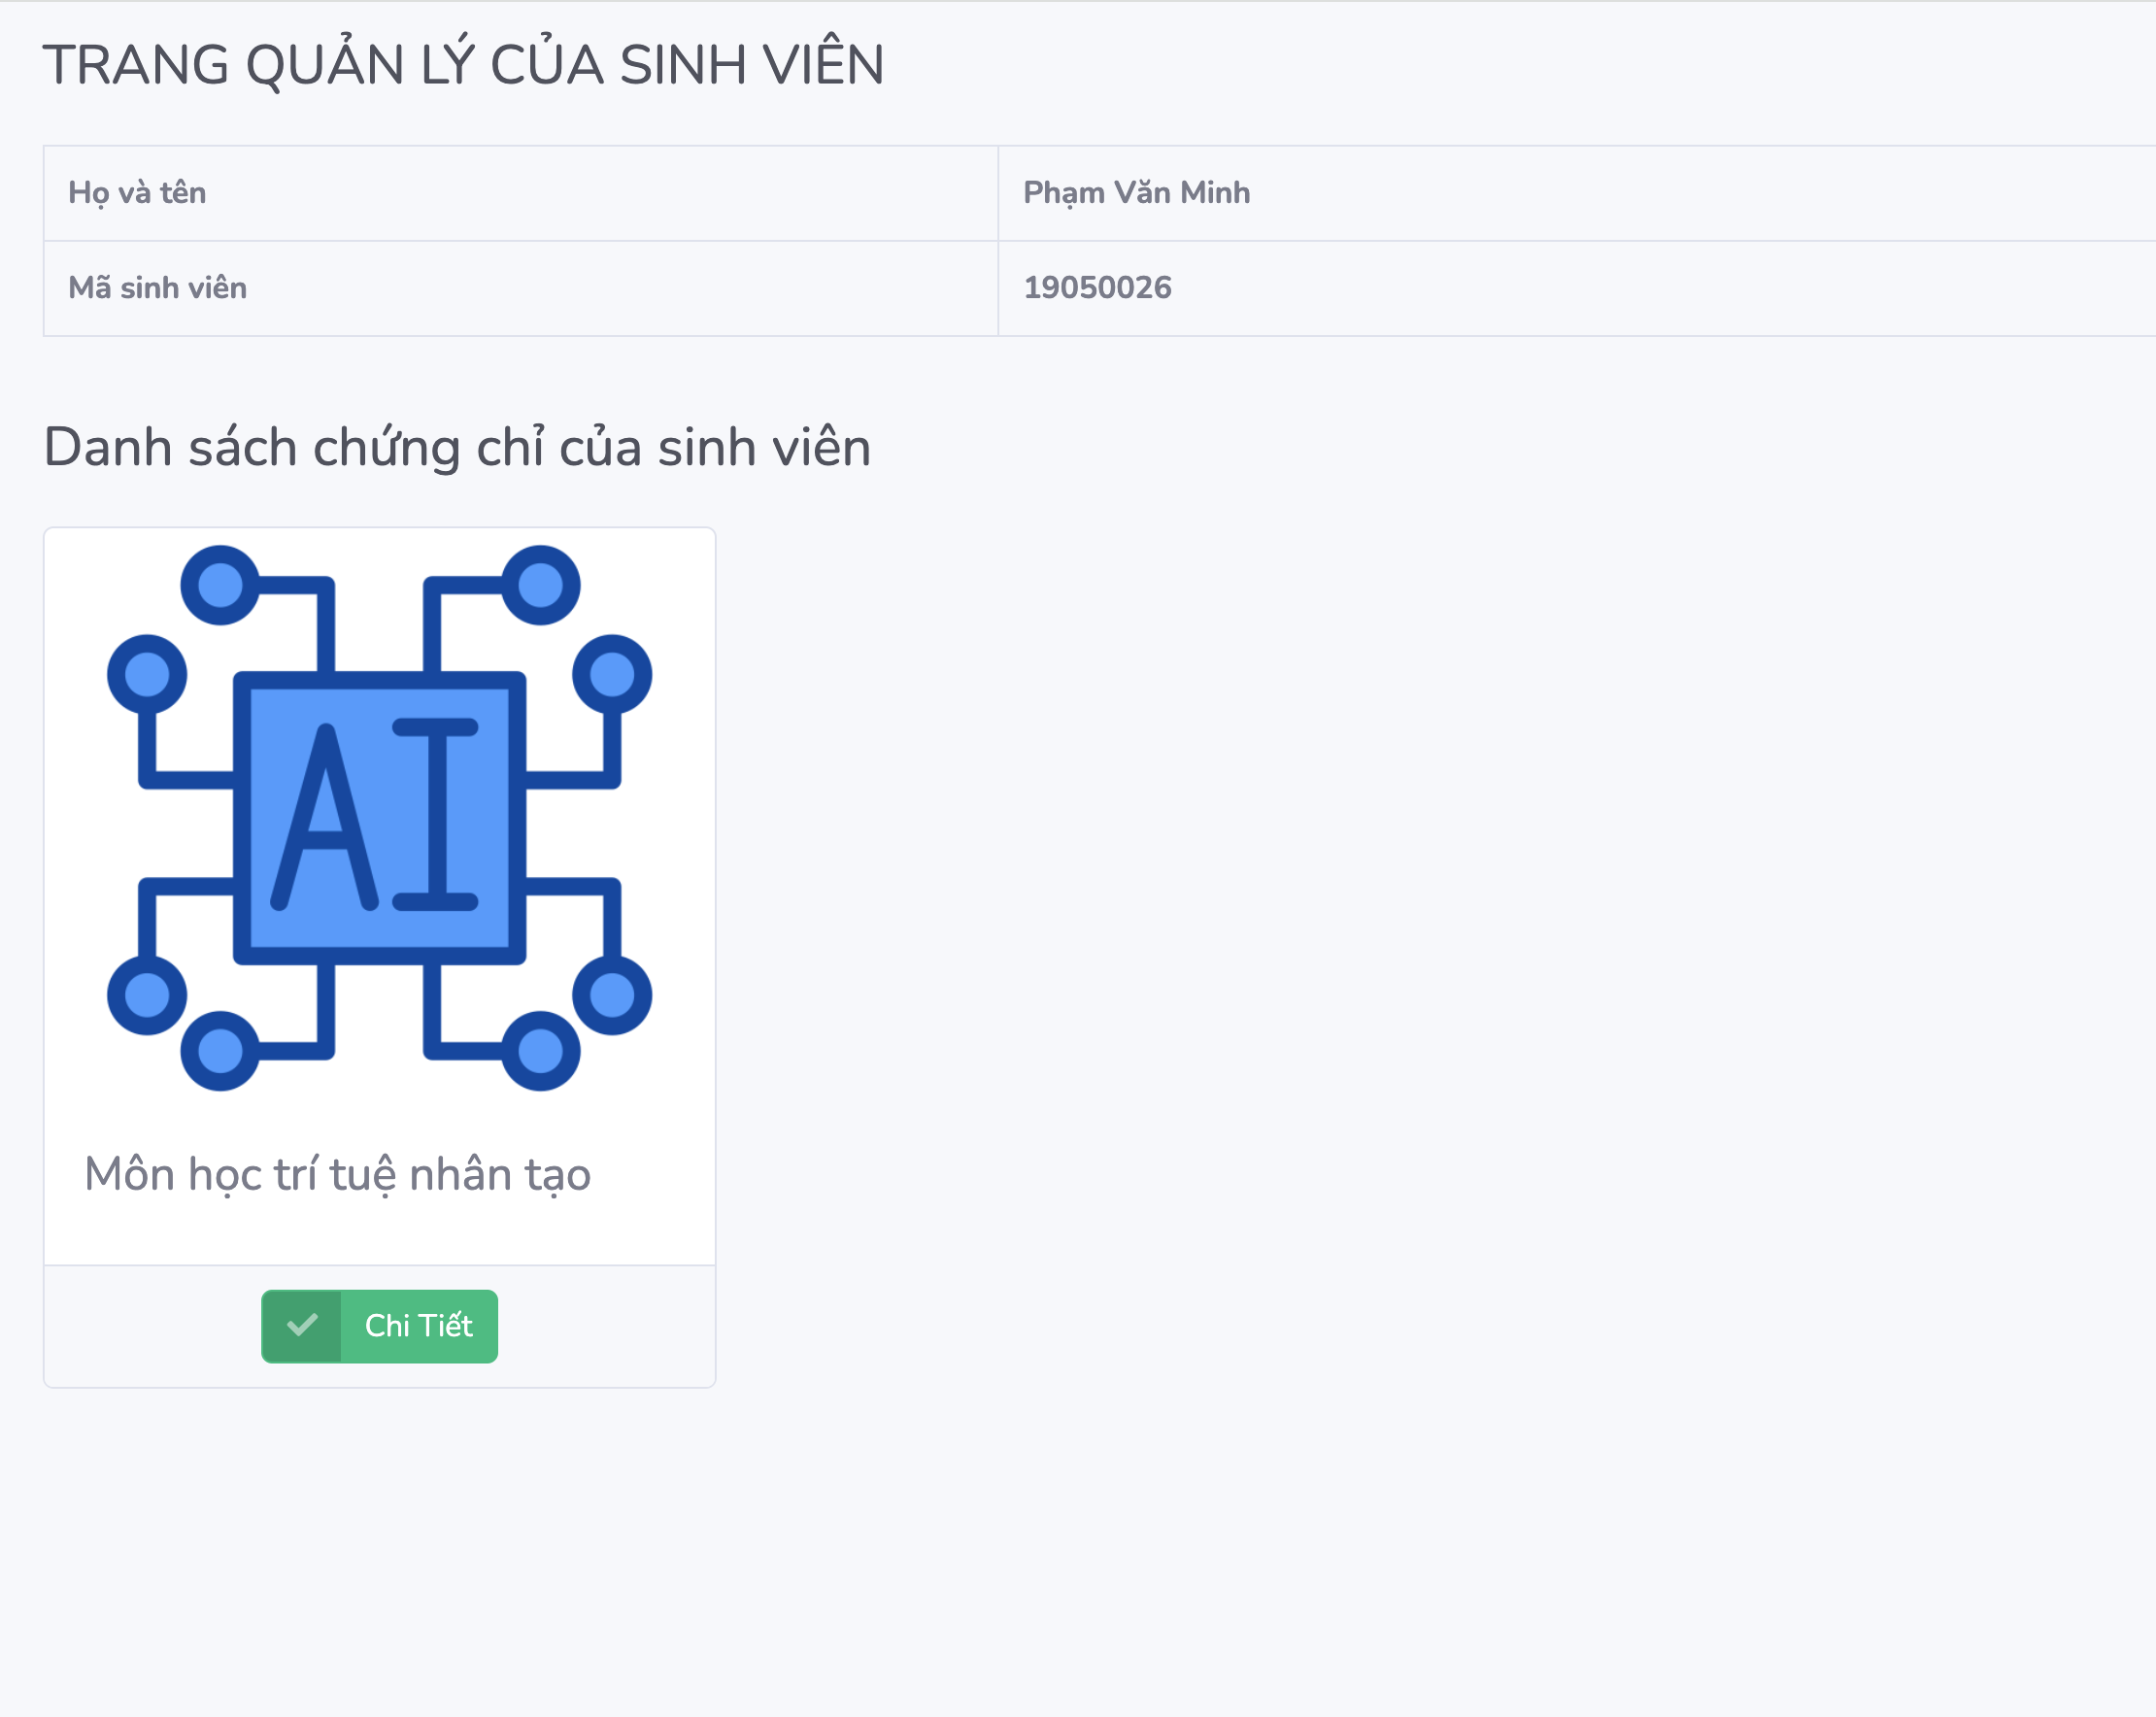 TRANG QUẢN LÝ CỦA SINH VIÊN
Họ và tên
Phạm Văn Minh
Mã sinh viên
19050026
Danh sách chứng chỉ của sinh viên
AI
Môn học trí tuệ nhân tạo
Chi Tiết